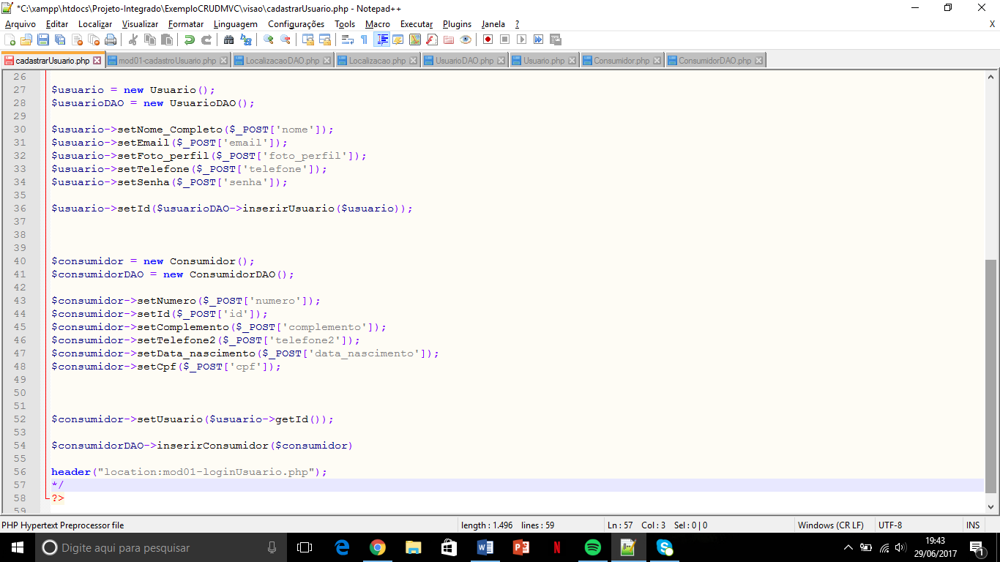 *C:\xampp\htdocs\Projeto-Integrado\ExemploCRUDMVC\visao\cadastrarUsuario.php - Notepad++
Arquivo Editar Localizar Visualizar Formatar Linguagem Configurações Tools Macro Executar Plugins Janela ? X
cadastrarUsuario.php mod01-cadastroUsuario.php LocalizacaoDAO.php Localizacao.php UsuarioDAO.php Usuario.php Consumidor.php ConsumidorDAO.php
26
27 $usuario = new Usuario();
28 $usuarioDAO = new UsuarioDAO();
29
30 $usuario->setNome_Completo($_POST['nome']);
31 $usuario->setEmail($_POST['email']);
32 $usuario->setFoto_perfil($_POST['foto_perfil']);
33 $usuario->setTelefone($_POST['telefone']);
34 $usuario->setSenha($_POST['senha']);
35
36 $usuario->setId($usuarioDAO->inserirUsuario($usuario));
37
38
39
40 $consumidor = new Consumidor();
41 $consumidorDAO = new ConsumidorDAO();
42
43 $consumidor->setNumero($_POST['numero']);
44 $consumidor->setId($_POST['id']);
45 $consumidor->setComplemento($_POST['complemento']);
46 $consumidor->setTelefone2($_POST['telefone2']);
47 $consumidor->setData_nascimento($_POST['data_nascimento']);
48 $consumidor->setCpf($_POST['cpf']);
49
50
51
52 $consumidor->setUsuario($usuario->getId());
53
54 $consumidorDAO->inserirConsumidor($consumidor)
55
56 header("location:mod01-loginUsuario.php");
57 */
58 ?>
59
PHP Hypertext Preprocessor file length : 1.496 lines : 59 Ln : 57 Col : 3 Sel : 0 | 0 Windows (CR LF) UTF-8 INS
Digite aqui para pesquisar
19:43
29/06/2017
1